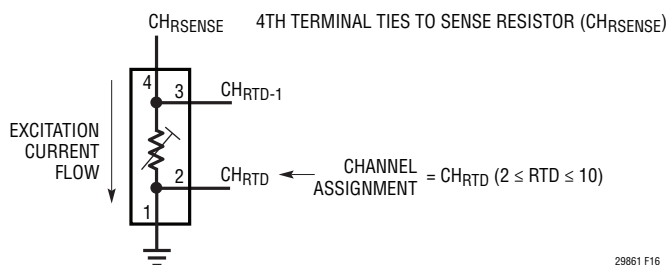 CHRSENSE 4TH TERMINAL TIES TO SENSE RESISTOR (CHRSENSE)
4
3 CHRTD-1
EXCITATION
CURRENT
FLOW
2 CHRTD
CHANNEL
ASSIGNMENT = CHRTD (2 ≤ RTD ≤ 10)
1
29861 F16